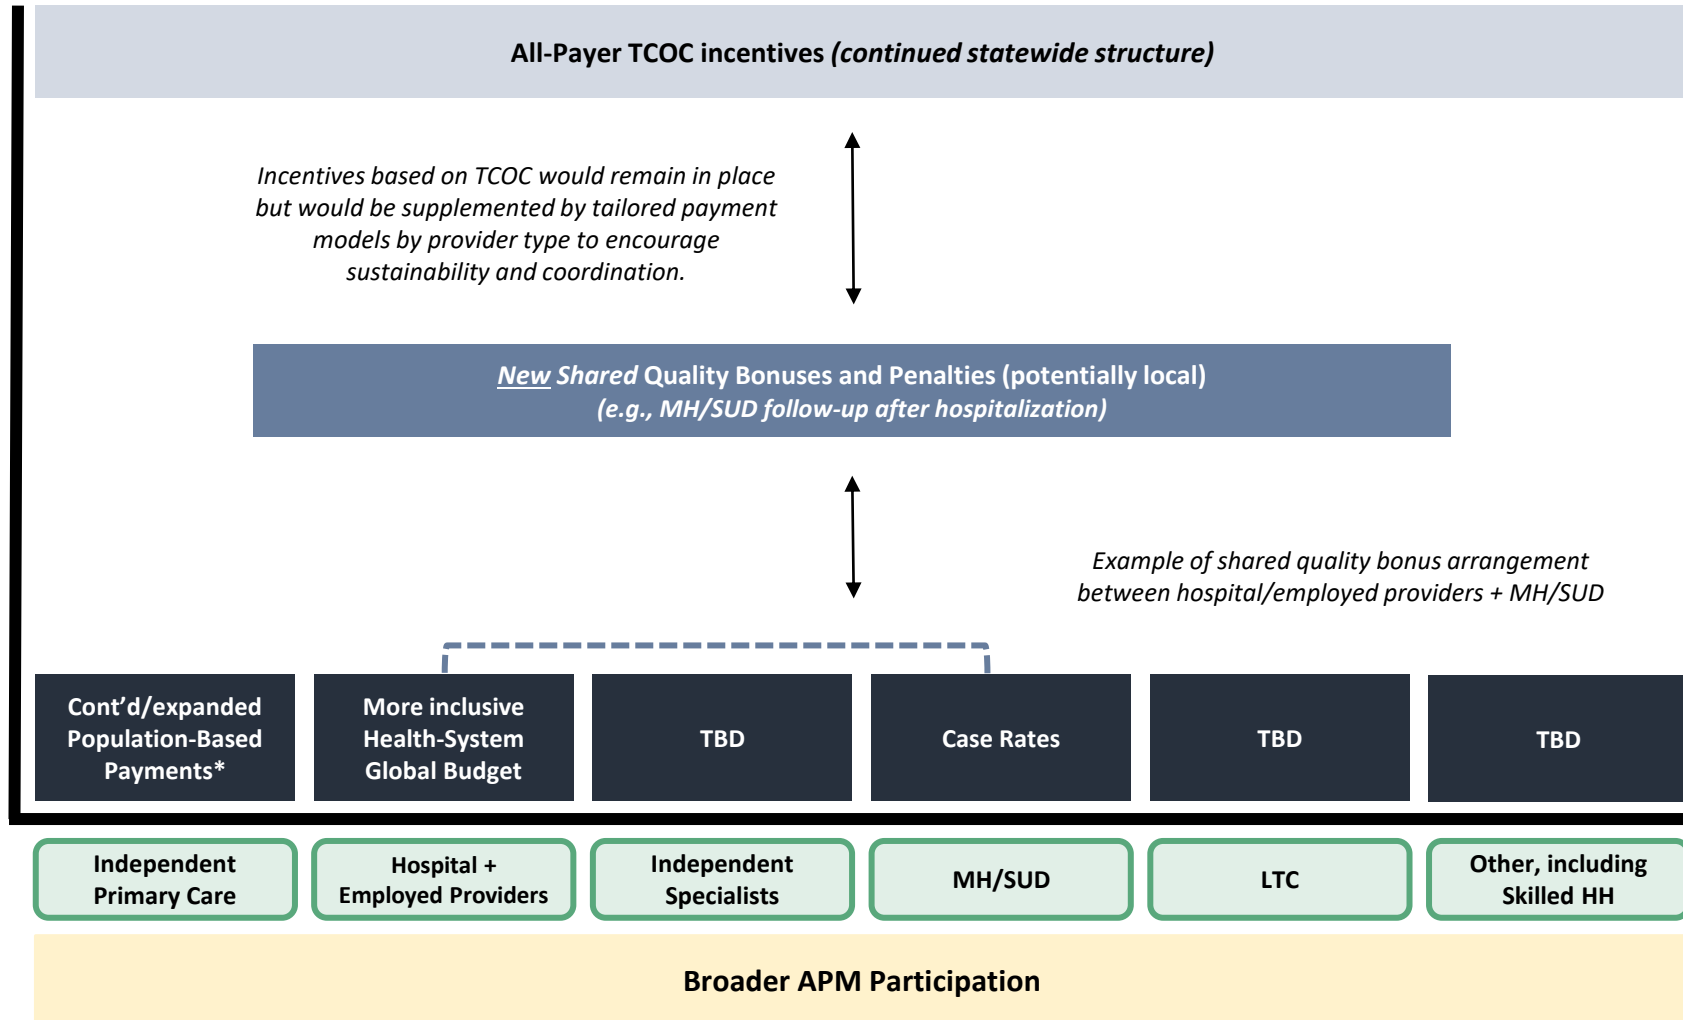 All-Payer TCOC incentives (continued statewide structure)
Incentives based on TCOC would remain in place
but would be supplemented by tailored payment
models by provider type to encourage
sustainability and coordination.
New Shared Quality Bonuses and Penalties (potentially local)
(e.g., MH/SUD follow-up after hospitalization)
Example of shared quality bonus arrangement
between hospital/employed providers + MH/SUD
Cont’d/expanded
Population-Based
Payments*
More inclusive
Health-System
Global Budget
TBD
Case Rates
TBD
TBD
Independent
Primary Care
Hospital +
Employed Providers
Independent
Specialists
MH/SUD
LTC
Other, including
Skilled HH
Broader APM Participation